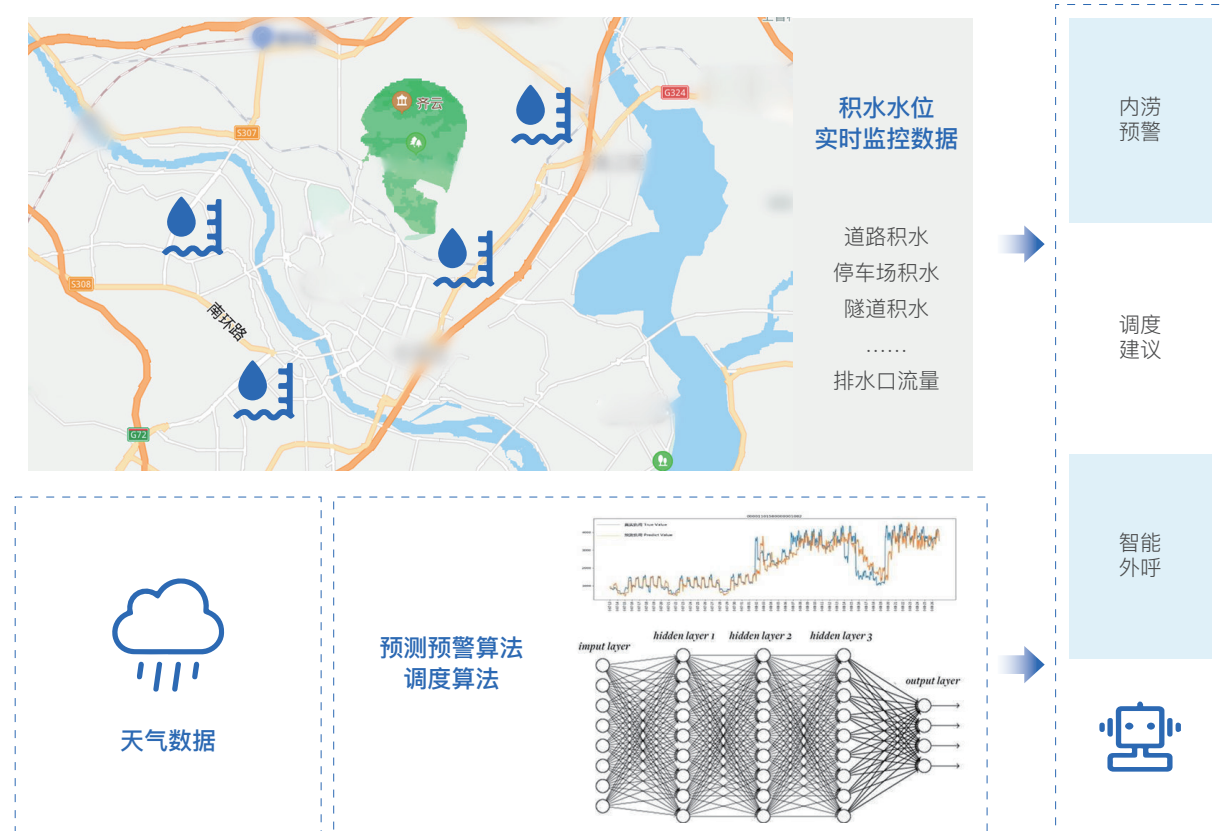 齐云
G324
S307
S308
南环路
G72
积水水位
实时监控数据
道路积水
停车场积水
隧道积水
……
排水口流量
内涝
预警
调度
建议
智能
外呼
天气数据
预测预警算法
调度算法
True Value
Predict Value
imput layer
hidden layer 1
hidden layer 2
hidden layer 3
output layer